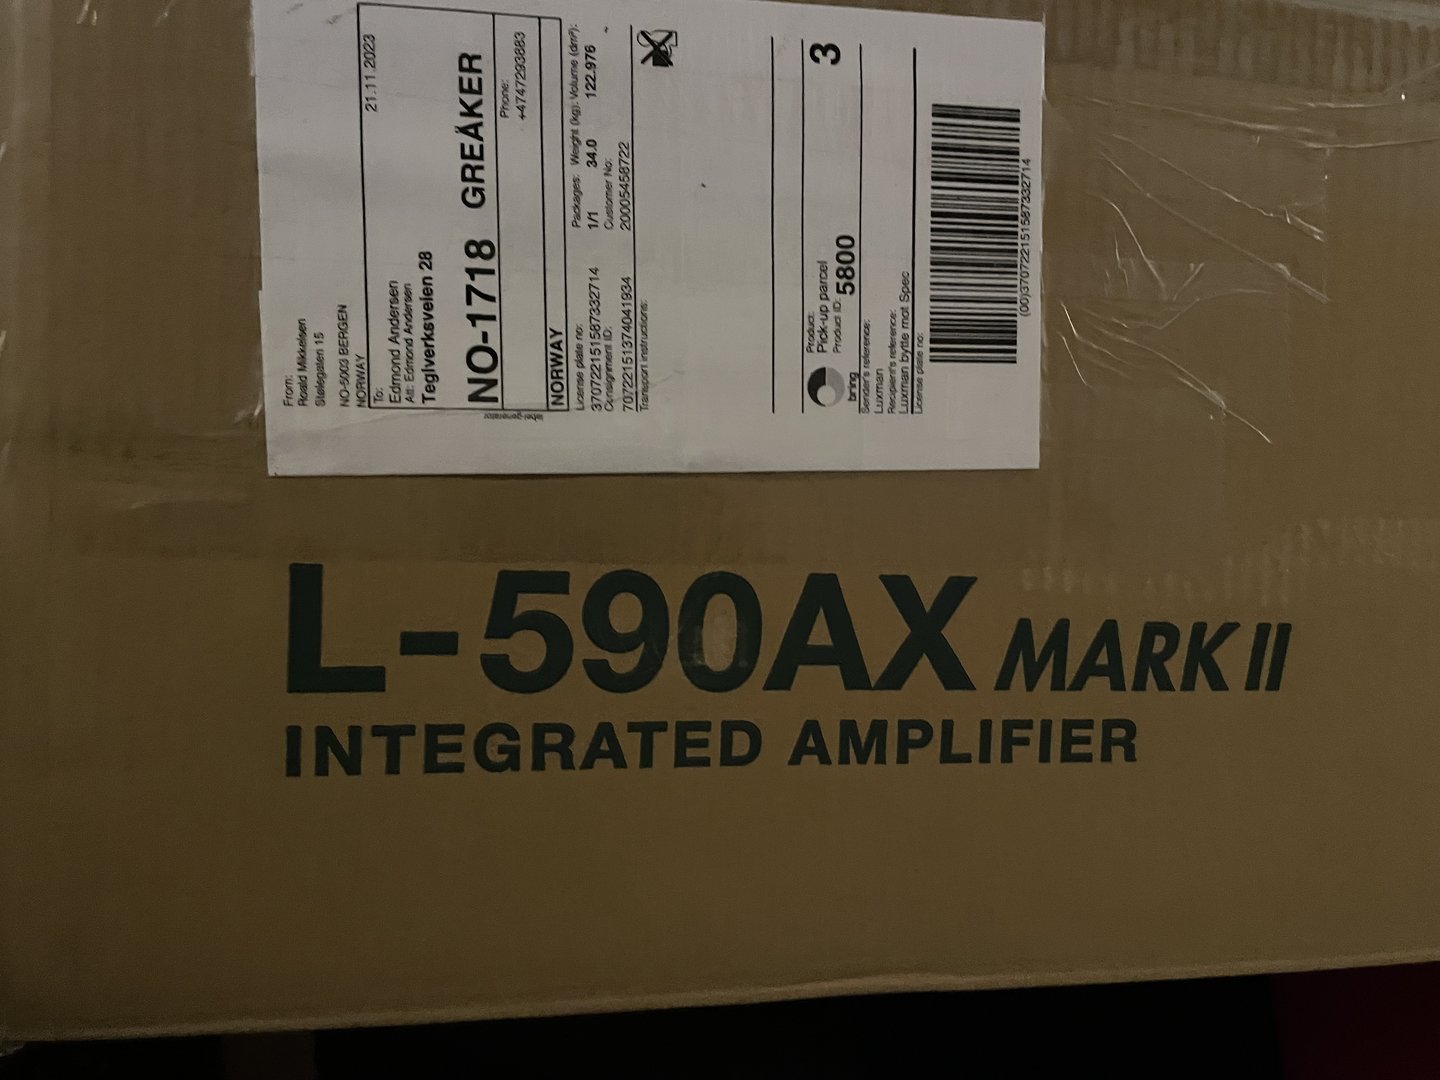 From:
Roald Mikkelsen
Steiegaten 15
NO-5003 BERGEN
NORWAY
21.11.2023
To:
Edmond Andersen
Att: Edmond Andersen
Teglverksveien 28
NO-1718 GREÅKER
Phone:
+4747293883
NORWAY
License plate no: Packages: Weight (kg): Volume (dm³):
370722151587332714 1/1 34.0 122.976
Consignment ID: Customer No:
70722151374041934 20005458722
Transport instructions:
Product:
Pick-up parcel
Product ID: 5800
3
bring
Sender's reference:
Luxman
Recipient's reference:
Luxman bytte mot Spec
License plate no:
(00)370722151587332714
L-590AX MARK II
INTEGRATED AMPLIFIER